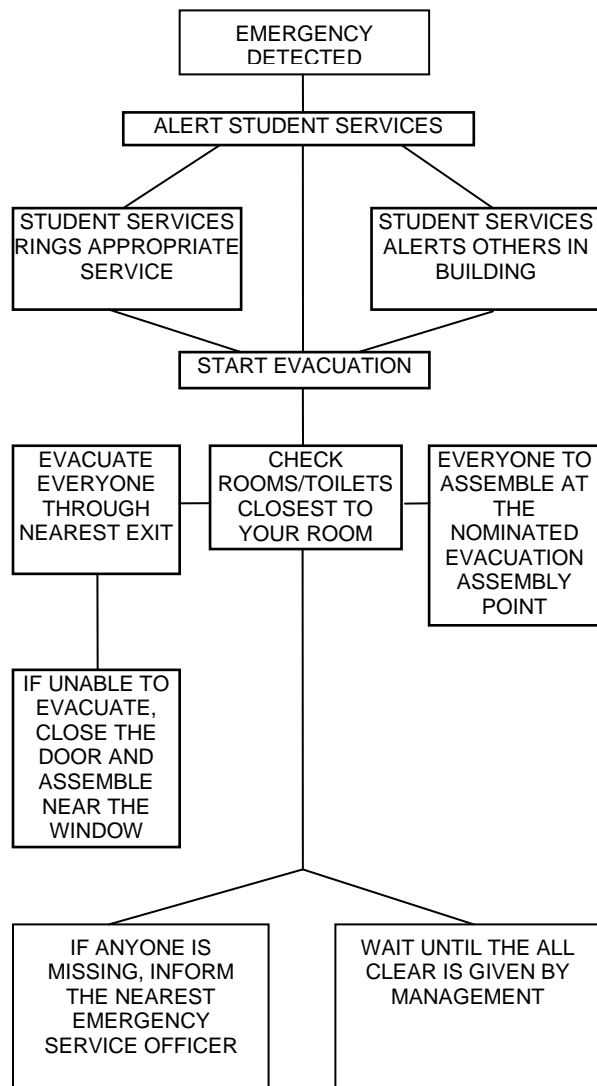 EMERGENCY
DETECTED
ALERT STUDENT SERVICES
STUDENT SERVICES
RINGS APPROPRIATE
SERVICE
STUDENT SERVICES
ALERTS OTHERS IN
BUILDING
START EVACUATION
EVACUATE
EVERYONE
THROUGH
NEAREST EXIT
CHECK
ROOMS/TOILETS
CLOSEST TO
YOUR ROOM
EVERYONE TO
ASSEMBLE AT
THE
NOMINATED
EVACUATION
ASSEMBLY
POINT
IF UNABLE TO
EVACUATE,
CLOSE THE
DOOR AND
ASSEMBLE
NEAR THE
WINDOW
IF ANYONE IS
MISSING, INFORM
THE NEAREST
EMERGENCY
SERVICE OFFICER
WAIT UNTIL THE ALL
CLEAR IS GIVEN BY
MANAGEMENT